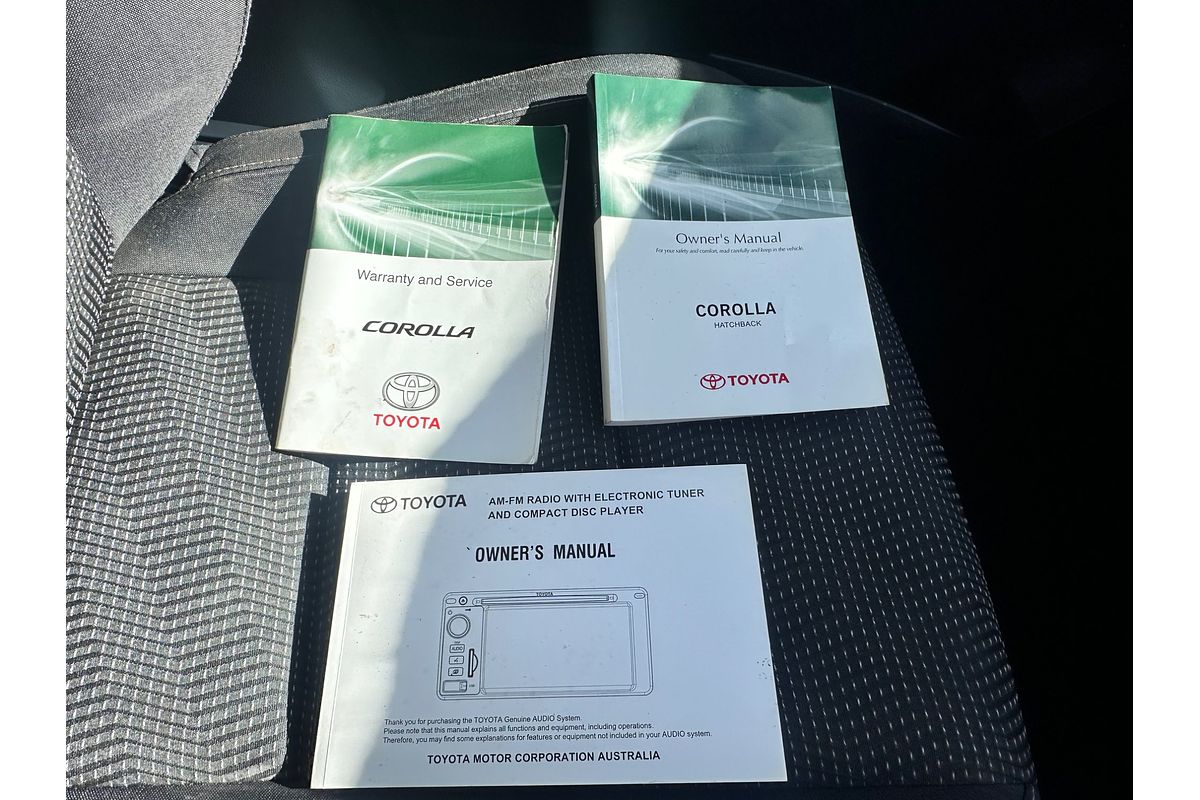 Warranty and Service
COROLLA
TOYOTA
Owner's Manual
For your safety and comfort, read carefully and keep in the vehicle.
COROLLA
HATCHBACK
TOYOTA
TOYOTA
AM-FM RADIO WITH ELECTRONIC TUNER
AND COMPACT DISC PLAYER
OWNER'S MANUAL
TOYOTA
AUDIO
Thank you for purchasing the TOYOTA Genuine AUDIO System.
Please note that this manual explains all functions and equipment, including operations.
Therefore, you may find some explanations for features or equipment not included in your AUDIO system.
TOYOTA MOTOR CORPORATION AUSTRALIA